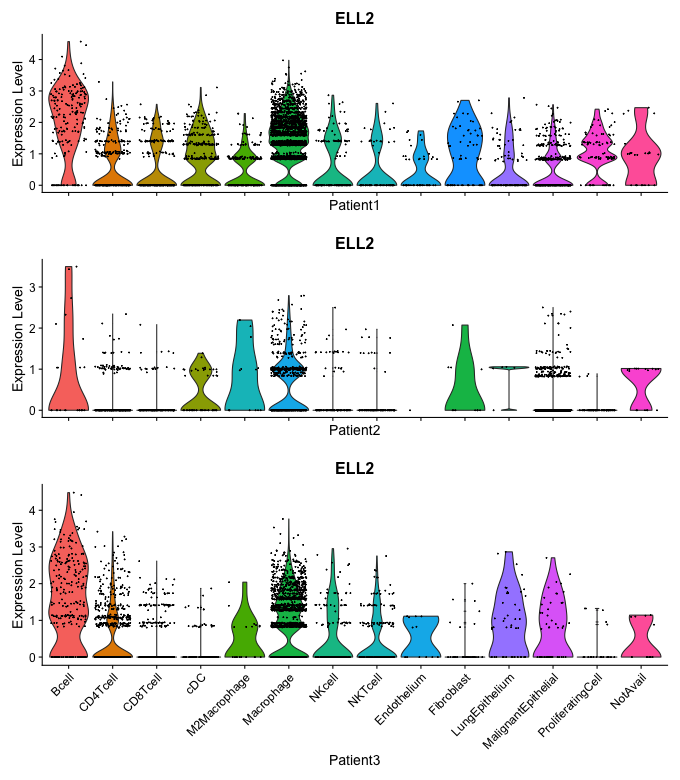 ELL2
Expression Level
4
3
2
1
0
Patient1
ELL2
Expression Level
3
2
1
0
Patient2
ELL2
Expression Level
4
3
2
1
0
Bcell
CD4Tcell
CD8Tcell
cDC
M2Macrophage
Macrophage
NKcell
NKTcell
Endothelium
Fibroblast
LungEpithelium
MalignantEpithelial
ProliferatingCell
NotAvail
Patient3